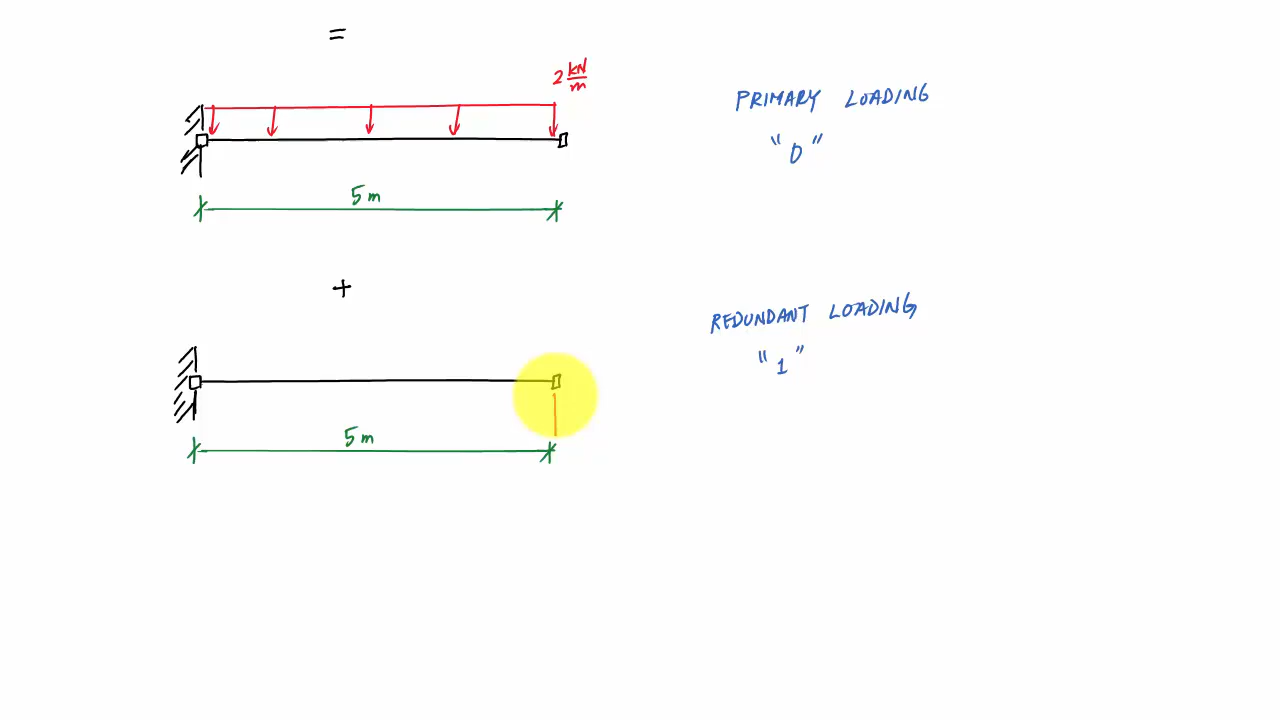 =
2 kN/m
PRIMARY LOADING
"0"
5 m
+
REDUNDANT LOADING
"1"
5 m